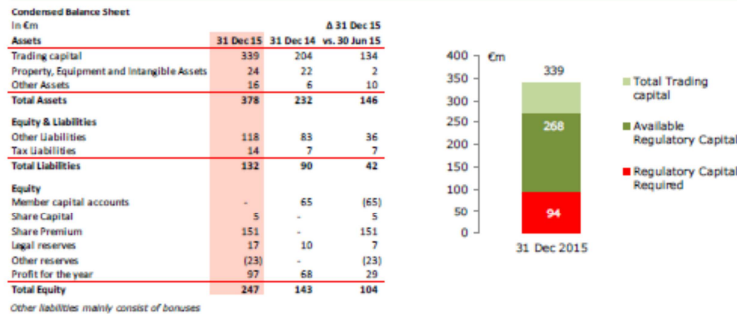 Condensed Balance Sheet
In €m Δ 31 Dec 15
Assets 31 Dec 15 31 Dec 14 vs. 30 Jun 15
Trading capital 339 204 134
Property, Equipment and Intangible Assets 24 22 2
Other Assets 16 6 10
Total Assets 378 232 146
Equity & Liabilities
Other Liabilities 118 83 36
Tax Liabilities 14 7 7
Total Liabilities 132 90 42
Equity
Member capital accounts - 65 (65)
Share Capital 5 - 5
Share Premium 151 - 151
Legal reserves 17 10 7
Other reserves (23) - (23)
Profit for the year 97 68 29
Total Equity 247 143 104
Other liabilities mainly consist of bonuses
400 €m
350
300
250
200
150
100
50
0
339
268
94
31 Dec 2015
Total Trading
capital
Available
Regulatory Capital
Regulatory Capital
Required